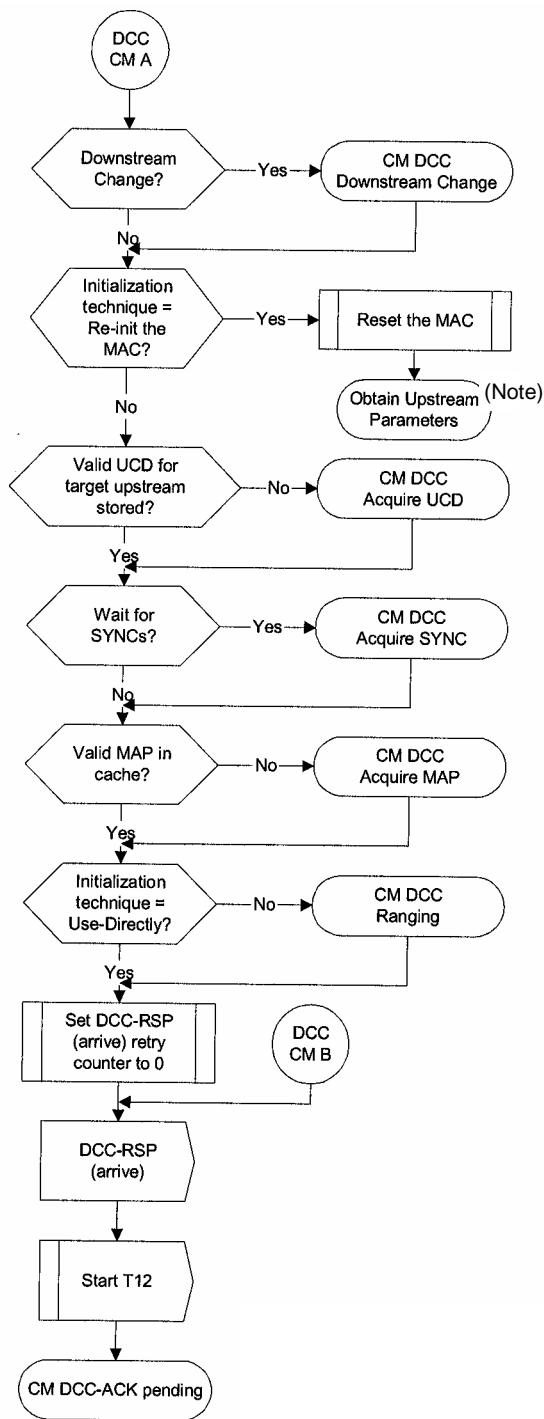 DCC
CM A
Downstream
Change?
Yes
CM DCC
Downstream Change
No
Initialization
technique =
Re-init the
MAC?
Yes
Reset the MAC
No
Obtain Upstream
Parameters
(Note)
Valid UCD for
target upstream
stored?
No
CM DCC
Acquire UCD
Yes
Wait for
SYNCs?
Yes
CM DCC
Acquire SYNC
No
Valid MAP in
cache?
No
CM DCC
Acquire MAP
Yes
Initialization
technique =
Use-Directly?
No
CM DCC
Ranging
Yes
Set DCC-RSP
(arrive) retry
counter to 0
DCC
CM B
DCC-RSP
(arrive)
Start T12
CM DCC-ACK pending